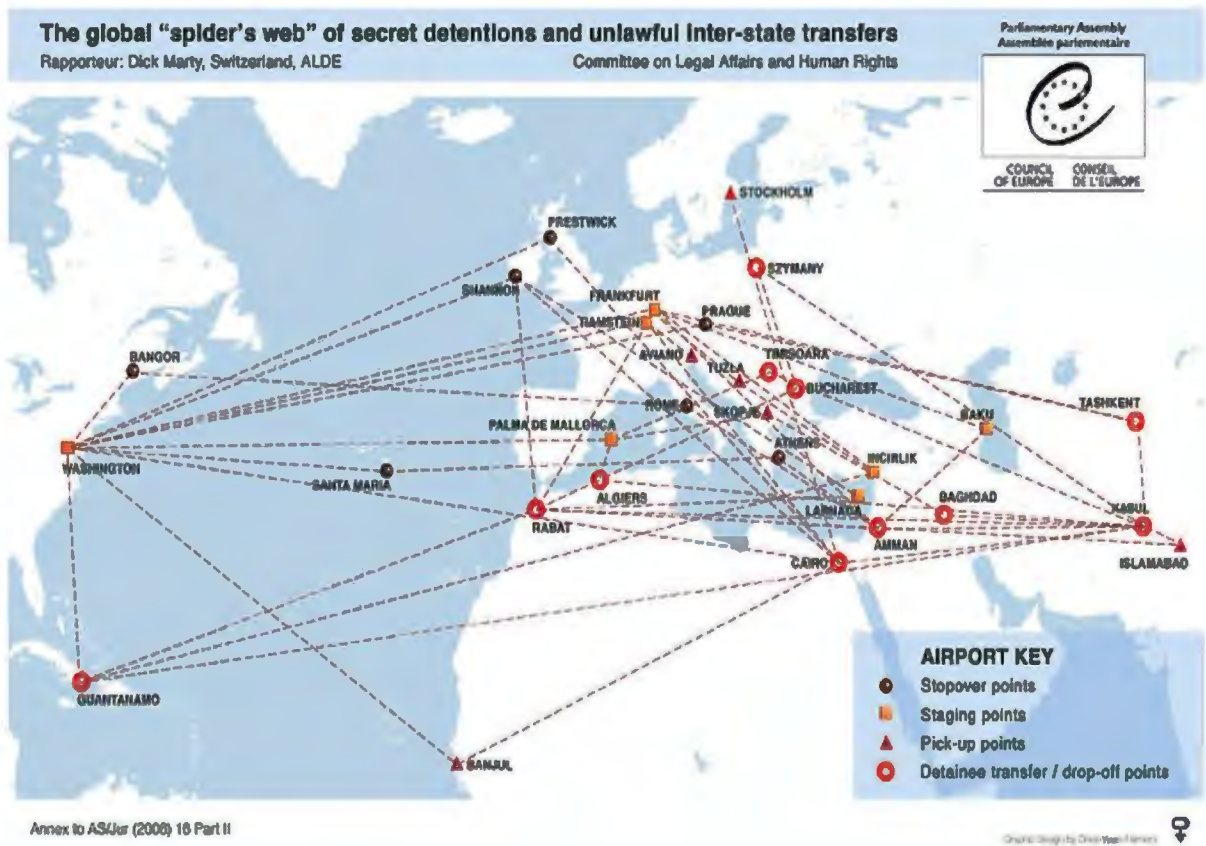 The global “spider’s web” of secret detentions and unlawful inter-state transfers
Rapporteur: Dick Marty, Switzerland, ALDE
Committee on Legal Affairs and Human Rights
Parliamentary Assembly
Assemblée parlementaire
COUNCIL OF EUROPE
CONSEIL DE L'EUROPE
STOCKHOLM
PRESTWICK
SZYMANY
SHANNON
FRANKFURT
RAMSTEIN
PRAGUE
BANGOR
AVIANO
TUZLA
TIMISOARA
BUCHAREST
ROME
SKOPJE
BAKU
TASHKENT
PALMA DE MALLORCA
ATHENS
WASHINGTON
SANTA MARIA
INCIRLIK
ALGIERS
LARNACA
BAGHDAD
KABUL
RABAT
AMMAN
CAIRO
ISLAMABAD
GUANTANAMO
BANJUL
AIRPORT KEY
Stopover points
Staging points
Pick-up points
Detainee transfer / drop-off points
Annex to AS/Jur (2006) 16 Part II
Graphic Design by